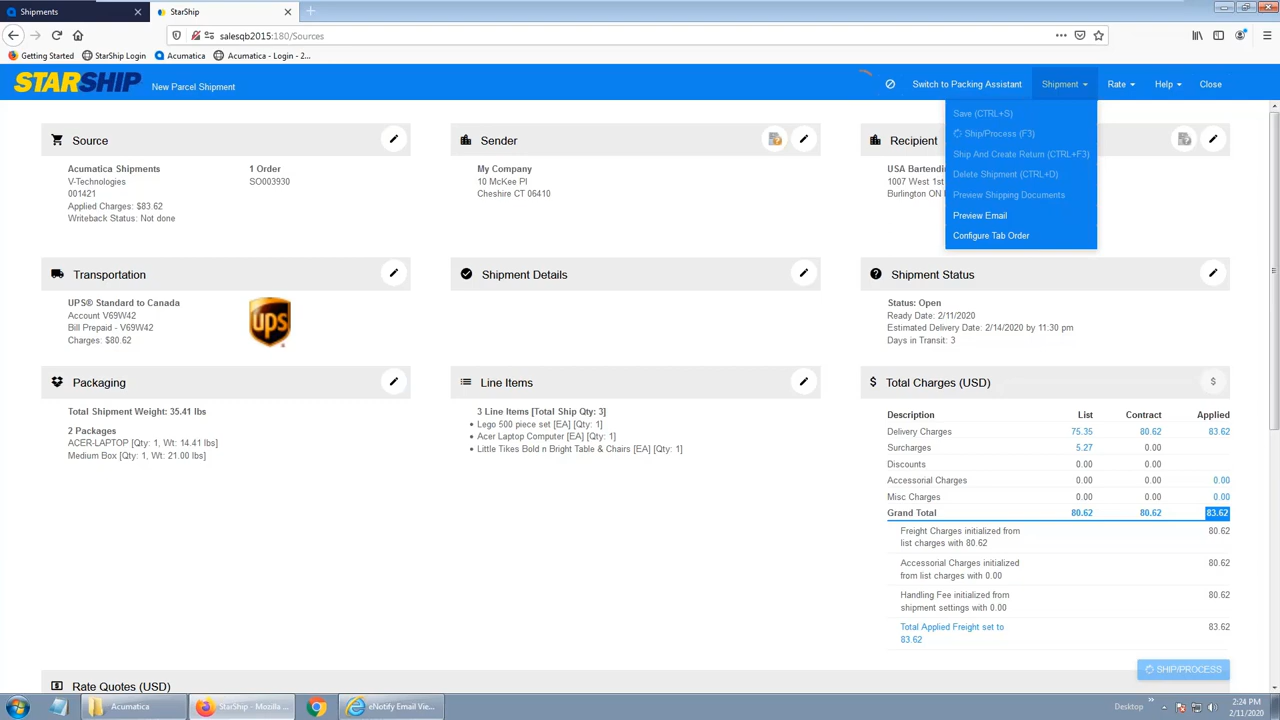 Shipments
StarShip
salesqb2015:180/Sources
Getting Started
StarShip Login
Acumatica
Acumatica - Login - 2...
STARSHIP
New Parcel Shipment
Switch to Packing Assistant
Shipment
Rate
Help
Close
Save (CTRL+S)
Ship/Process (F3)
Ship And Create Return (CTRL+F3)
Delete Shipment (CTRL+D)
Preview Shipping Documents
Preview Email
Configure Tab Order
Source
Acumatica Shipments
V-Technologies
001421
Applied Charges: $83.62
Writeback Status: Not done
1 Order
SO003930
Sender
My Company
10 McKee Pl
Cheshire CT 06410
Recipient
USA Bartendin
1007 West 1st
Burlington ON
Transportation
UPS® Standard to Canada
Account V69W42
Bill Prepaid - V69W42
Charges: $80.62
ups
Shipment Details
Shipment Status
Status: Open
Ready Date: 2/11/2020
Estimated Delivery Date: 2/14/2020 by 11:30 pm
Days in Transit: 3
Packaging
Total Shipment Weight: 35.41 lbs
2 Packages
ACER-LAPTOP [Qty: 1, Wt: 14.41 lbs]
Medium Box [Qty: 1, Wt: 21.00 lbs]
Line Items
3 Line Items [Total Ship Qty: 3]
• Lego 500 piece set [EA] [Qty: 1]
• Acer Laptop Computer [EA] [Qty: 1]
• Little Tikes Bold n Bright Table & Chairs [EA] [Qty: 1]
$ Total Charges (USD) $
Description List Contract Applied
Delivery Charges 75.35 80.62 83.62
Surcharges 5.27 0.00
Discounts 0.00 0.00
Accessorial Charges 0.00 0.00 0.00
Misc Charges 0.00 0.00 0.00
Grand Total 80.62 80.62 83.62
Freight Charges initialized from 80.62
list charges with 80.62
Accessorial Charges initialized 80.62
from list charges with 0.00
Handling Fee initialized from 80.62
shipment settings with 0.00
Total Applied Freight set to 83.62
83.62
SHIP/PROCESS
Rate Quotes (USD)
Acumatica
StarShip - Mozilla ...
eNotify Email Vie...
Desktop
2:24 PM
2/11/2020